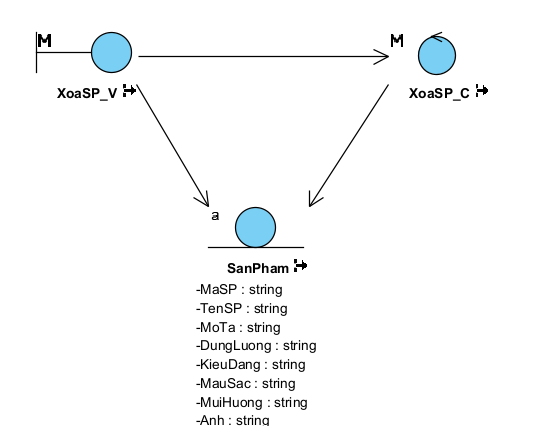 M
M
XoaSP_V
XoaSP_C
a
SanPham
-MaSP : string
-TenSP : string
-MoTa : string
-DungLuong : string
-KieuDang : string
-MauSac : string
-MuiHuong : string
-Anh : string